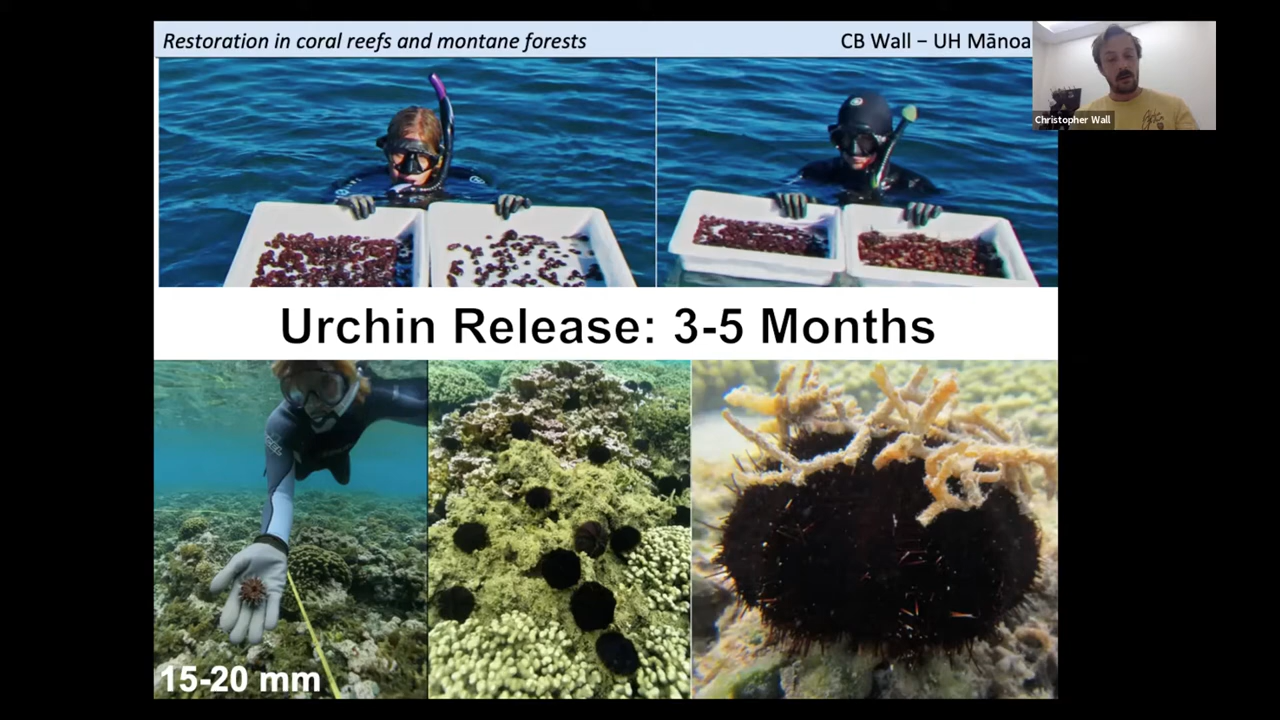 Restoration in coral reefs and montane forests
CB Wall – UH Mānoa
Christopher Wall
Urchin Release: 3-5 Months
15-20 mm